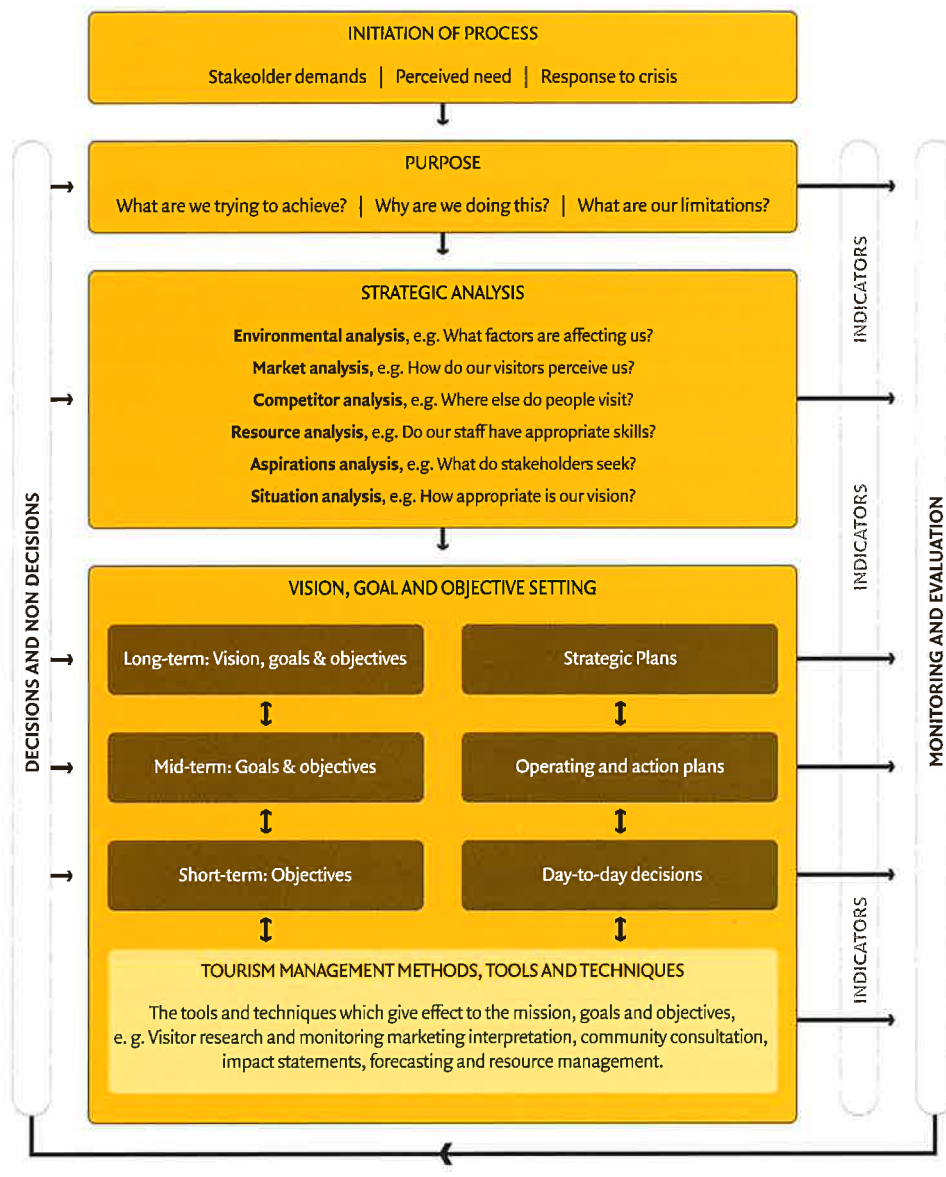 INITIATION OF PROCESS
Stakeolder demands | Perceived need | Response to crisis
PURPOSE
What are we trying to achieve? | Why are we doing this? | What are our limitations?
STRATEGIC ANALYSIS
Environmental analysis, e.g. What factors are affecting us?
Market analysis, e.g. How do our visitors perceive us?
Competitor analysis, e.g. Where else do people visit?
Resource analysis, e.g. Do our staff have appropriate skills?
Aspirations analysis, e.g. What do stakeholders seek?
Situation analysis, e.g. How appropriate is our vision?
VISION, GOAL AND OBJECTIVE SETTING
Long-term: Vision, goals & objectives
Strategic Plans
Mid-term: Goals & objectives
Operating and action plans
Short-term: Objectives
Day-to-day decisions
TOURISM MANAGEMENT METHODS, TOOLS AND TECHNIQUES
The tools and techniques which give effect to the mission, goals and objectives,
e. g. Visitor research and monitoring marketing interpretation, community consultation,
impact statements, forecasting and resource management.
DECISIONS AND NON DECISIONS
INDICATORS
INDICATORS
INDICATORS
MONITORING AND EVALUATION